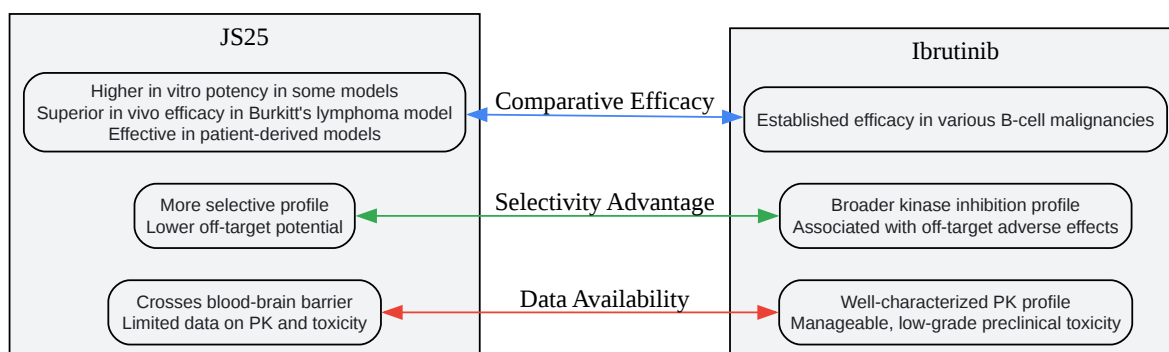 JS25
Higher in vitro potency in some models
Superior in vivo efficacy in Burkitt's lymphoma model
Effective in patient-derived models
More selective profile
Lower off-target potential
Crosses blood-brain barrier
Limited data on PK and toxicity
Comparative Efficacy
Selectivity Advantage
Data Availability
Ibrutinib
Established efficacy in various B-cell malignancies
Broader kinase inhibition profile
Associated with off-target adverse effects
Well-characterized PK profile
Manageable, low-grade preclinical toxicity